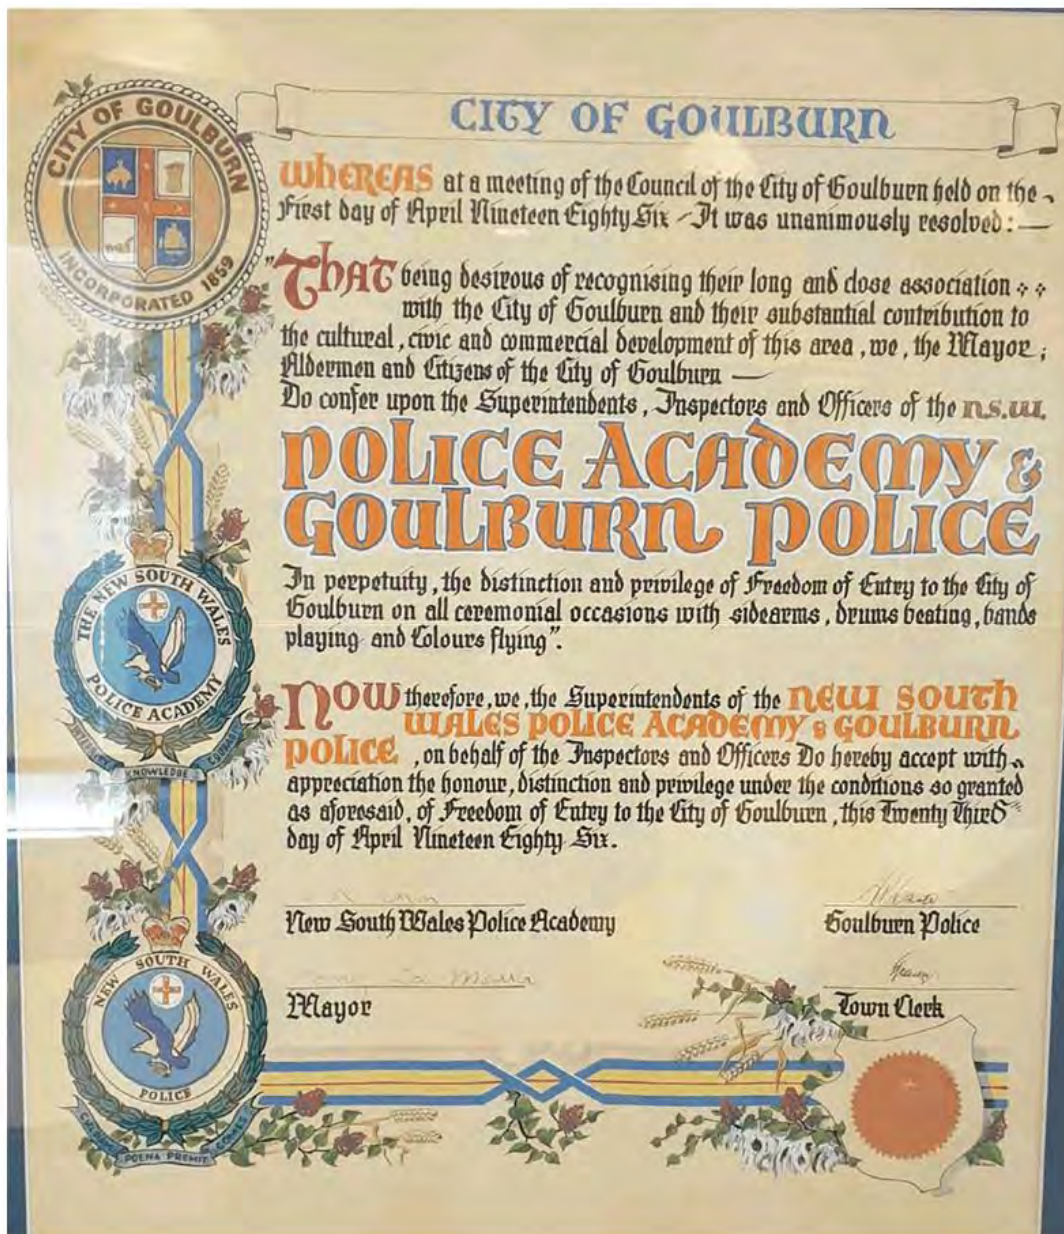 CITY OF GOULBURN
INCORPORATED 1859
CITY OF GOULBURN
WHEREAS at a meeting of the Council of the City of Goulburn held on the
First day of April Nineteen Eighty Six - It was unanimously resolved : —
"THAT being desirous of recognising their long and close association
with the City of Goulburn and their substantial contribution to
the cultural, civic and commercial development of this area, we, the Mayor,
Aldermen and Citizens of the City of Goulburn —
Do confer upon the Superintendents, Inspectors and Officers of the N.S.W.
POLICE ACADEMY &
GOULBURN POLICE
In perpetuity, the distinction and privilege of Freedom of Entry to the City of
Goulburn on all ceremonial occasions with sidearms, drums beating, bands
playing and Colours flying".
NOW therefore, we, the Superintendents of the NEW SOUTH
WALES POLICE ACADEMY & GOULBURN
POLICE, on behalf of the Inspectors and Officers Do hereby accept with
appreciation the honour, distinction and privilege under the conditions so granted
as aforesaid, of Freedom of Entry to the City of Goulburn, this Twenty Third
day of April Nineteen Eighty Six.
New South Wales Police Academy
Goulburn Police
Mayor
Town Clerk
THE NEW SOUTH WALES
POLICE ACADEMY
KNOWLEDGE
COURAGE
NEW SOUTH WALES
POLICE
POENA PREMIT COMES